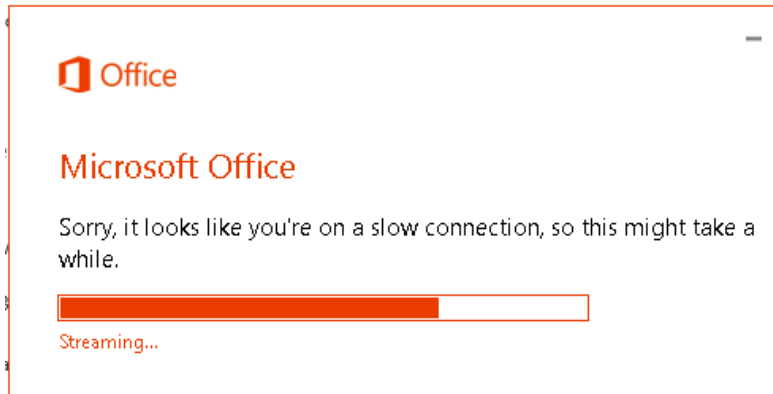 Office
Microsoft Office
Sorry, it looks like you're on a slow connection, so this might take a
while.
Streaming...